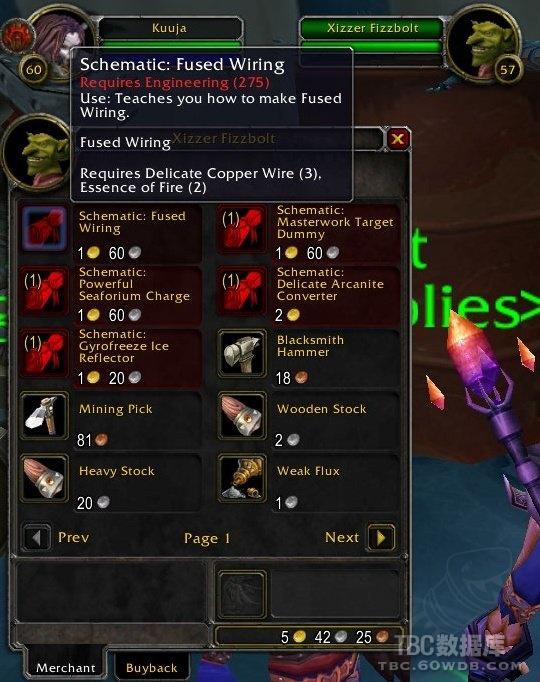 Kuuja
Xizzer Fizzbolt
60
57
Schematic: Fused Wiring
Requires Engineering (275)
Use: Teaches you how to make Fused
Wiring.
Fused Wiring
Xizzer Fizzbolt
Requires Delicate Copper Wire (3),
Essence of Fire (2)
Schematic: Fused
Wiring
1 60
(1)
Schematic:
Masterwork Target
Dummy
1 60
(1)
Schematic:
Powerful
Seaforium Charge
1 60
(1)
Schematic:
Delicate Arcanite
Converter
2
(1)
Schematic:
Gyrofreeze Ice
Reflector
1 20
Blacksmith
Hammer
18
Mining Pick
81
Wooden Stock
2
Heavy Stock
20
Weak Flux
1
t
plies>
Prev
Page 1
Next
5 42 25
Merchant
Buyback
TBC数据库
TBC.60WDB.COM